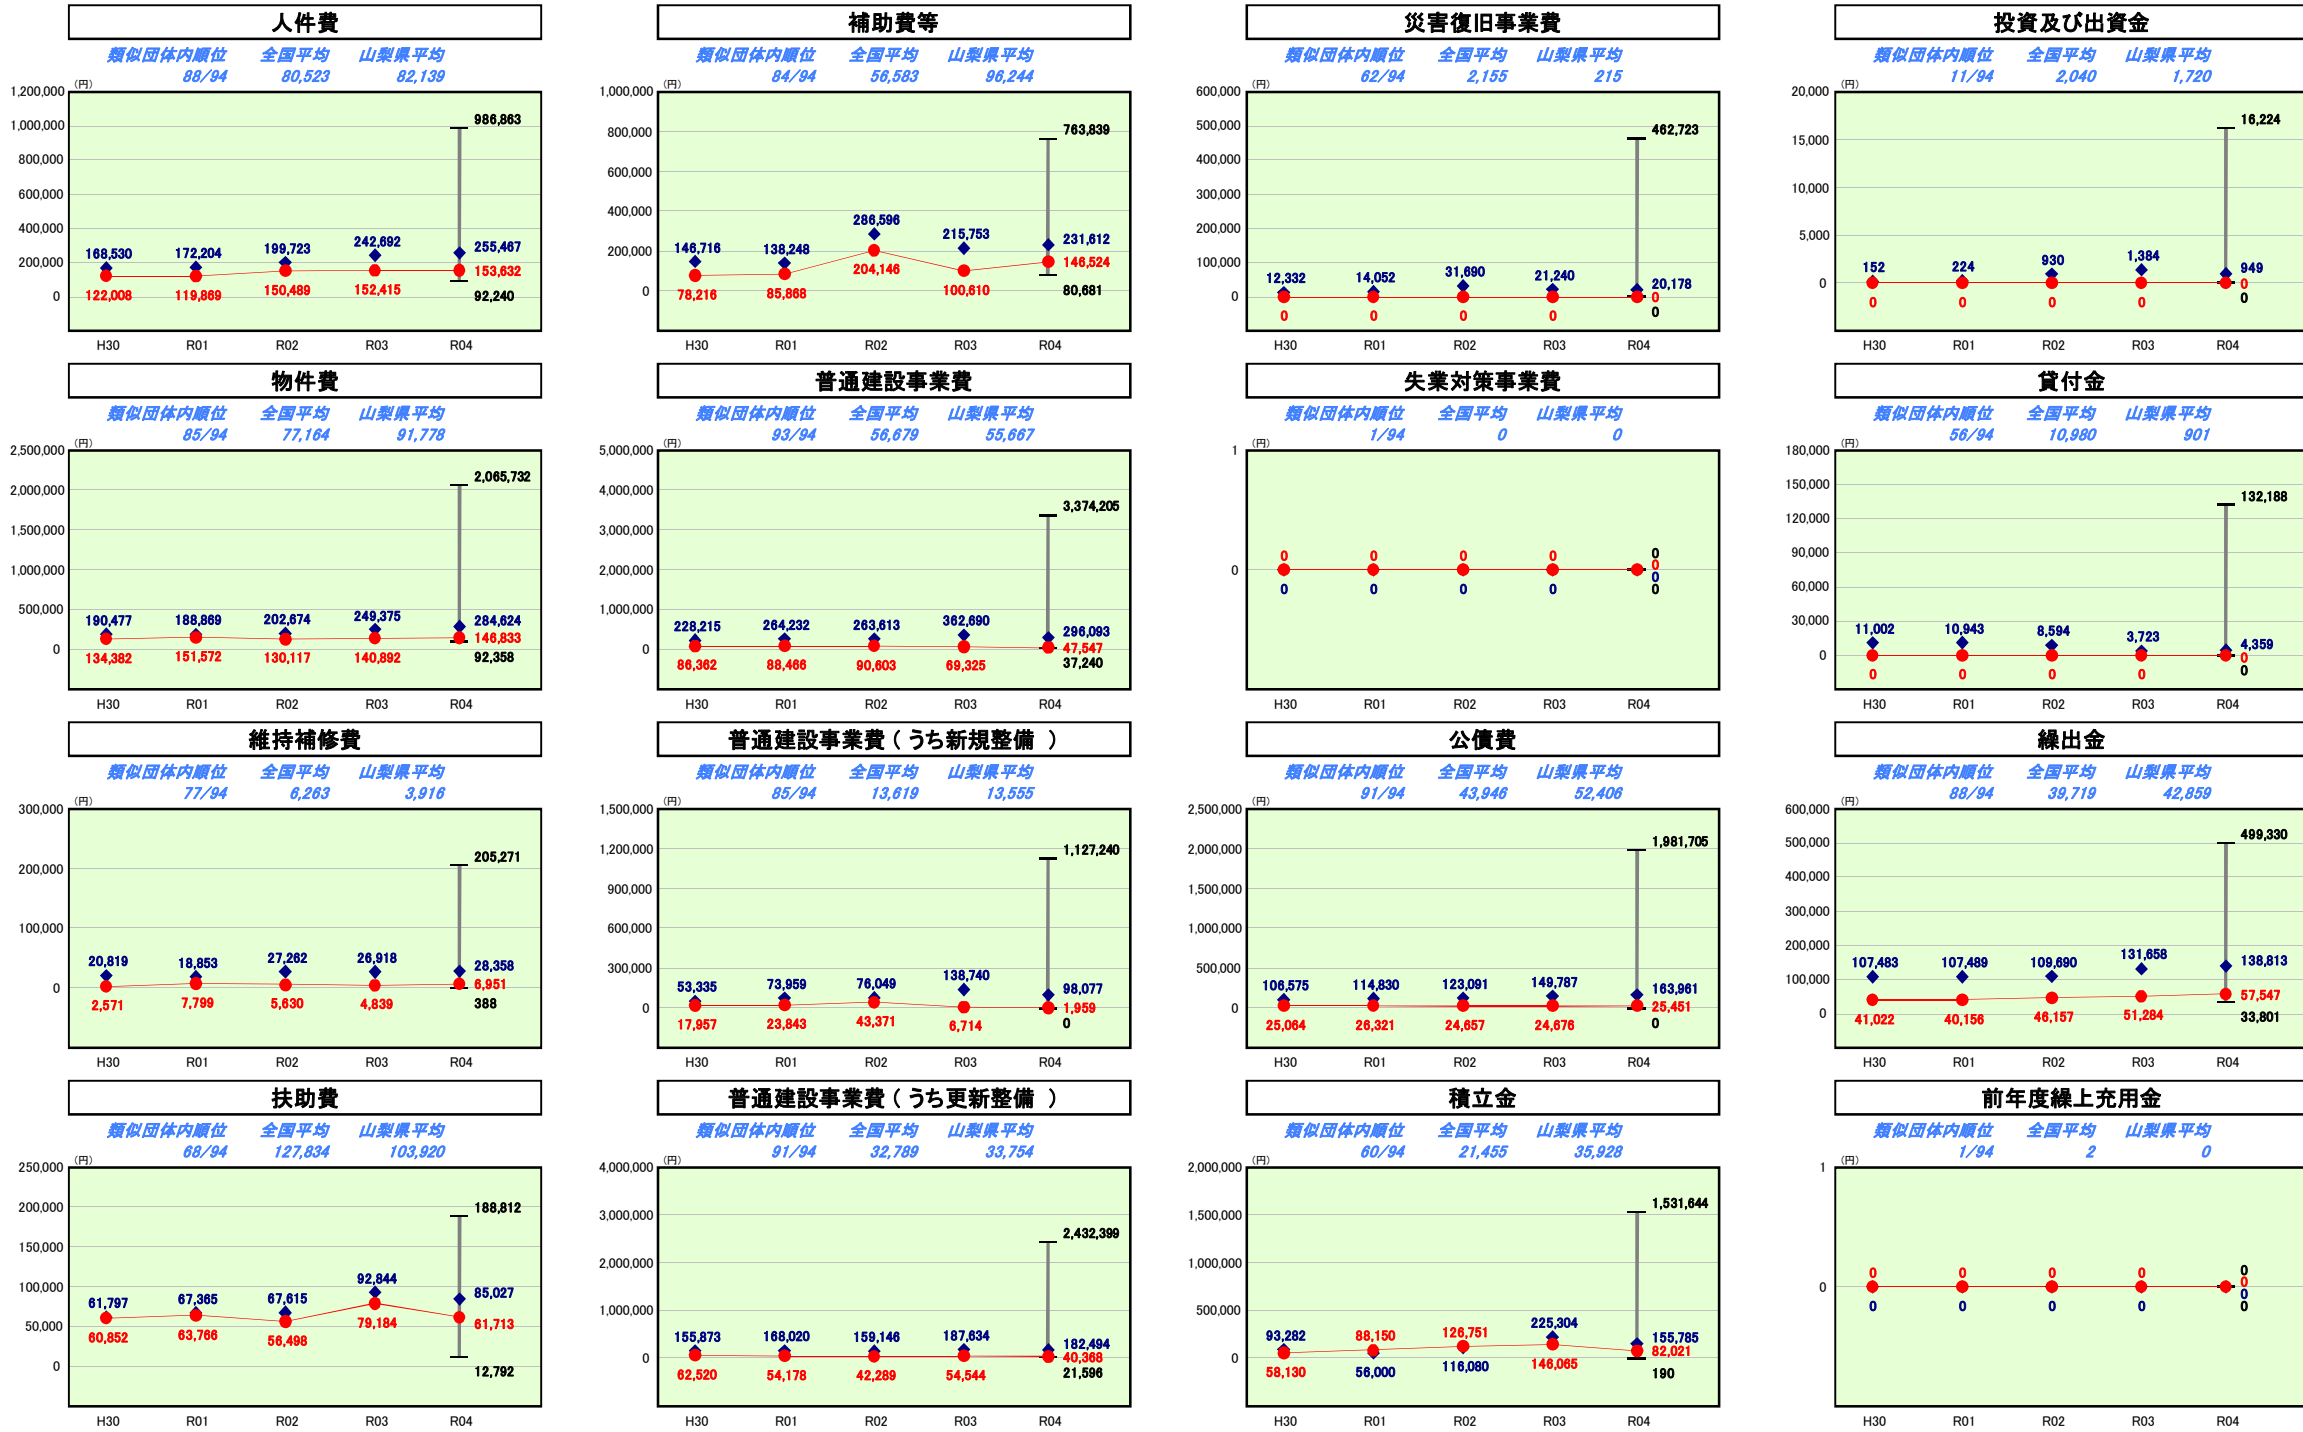 人件費
類似団体内順位 全国平均 山梨県平均
88/94 80,523 82,139
(円)
1,200,000
1,000,000
800,000
600,000
400,000
200,000
0
986,863
168,530 172,204 199,723 242,692 255,467
122,008 119,869 150,489 152,415 153,632
92,240
H30 R01 R02 R03 R04
補助費等
類似団体内順位 全国平均 山梨県平均
84/94 56,583 96,244
(円)
1,000,000
800,000
600,000
400,000
200,000
0
763,839
146,716 138,248 286,596 215,753 231,612
78,216 85,868 204,146 100,610 146,524
80,681
H30 R01 R02 R03 R04
災害復旧事業費
類似団体内順位 全国平均 山梨県平均
62/94 2,155 215
(円)
600,000
500,000
400,000
300,000
200,000
100,000
0
462,723
12,332 14,052 31,690 21,240 20,178
0 0 0 0 0
0
H30 R01 R02 R03 R04
投資及び出資金
類似団体内順位 全国平均 山梨県平均
11/94 2,040 1,720
(円)
20,000
15,000
10,000
5,000
0
16,224
152 224 930 1,384 949
0 0 0 0 0
0
H30 R01 R02 R03 R04
物件費
類似団体内順位 全国平均 山梨県平均
85/94 77,164 91,778
(円)
2,500,000
2,000,000
1,500,000
1,000,000
500,000
0
2,065,732
190,477 188,869 202,674 249,375 284,624
134,382 151,572 130,117 140,892 146,833
92,358
H30 R01 R02 R03 R04
普通建設事業費
類似団体内順位 全国平均 山梨県平均
93/94 56,679 55,667
(円)
5,000,000
4,000,000
3,000,000
2,000,000
1,000,000
0
3,374,205
228,215 264,232 263,613 362,690 296,093
86,362 88,466 90,603 69,325 47,547
37,240
H30 R01 R02 R03 R04
失業対策事業費
類似団体内順位 全国平均 山梨県平均
1/94 0 0
(円)
1
0
0 0 0 0 0
0
0 0 0 0 0
0
H30 R01 R02 R03 R04
貸付金
類似団体内順位 全国平均 山梨県平均
56/94 10,980 901
(円)
180,000
150,000
120,000
90,000
60,000
30,000
0
132,188
11,002 10,943 8,594 3,723 4,359
0 0 0 0 0
0
H30 R01 R02 R03 R04
維持補修費
類似団体内順位 全国平均 山梨県平均
77/94 6,263 3,916
(円)
300,000
200,000
100,000
0
205,271
20,819 18,853 27,262 26,918 28,358
2,571 7,799 5,630 4,839 6,951
388
H30 R01 R02 R03 R04
普通建設事業費(うち新規整備 )
類似団体内順位 全国平均 山梨県平均
85/94 13,619 13,555
(円)
1,500,000
1,200,000
900,000
600,000
300,000
0
1,127,240
53,335 73,959 76,049 138,740 98,077
17,957 23,843 43,371 6,714 1,959
0
H30 R01 R02 R03 R04
公債費
類似団体内順位 全国平均 山梨県平均
91/94 43,946 52,406
(円)
2,500,000
2,000,000
1,500,000
1,000,000
500,000
0
1,981,705
106,575 114,830 123,091 149,787 163,961
25,064 26,321 24,657 24,676 25,451
0
H30 R01 R02 R03 R04
繰出金
類似団体内順位 全国平均 山梨県平均
88/94 39,719 42,859
(円)
600,000
500,000
400,000
300,000
200,000
100,000
0
499,330
107,483 107,489 109,690 131,658 138,813
41,022 40,156 46,157 51,284 57,547
33,801
H30 R01 R02 R03 R04
扶助費
類似団体内順位 全国平均 山梨県平均
68/94 127,834 103,920
(円)
250,000
200,000
150,000
100,000
50,000
0
188,812
61,797 67,365 67,615 92,844 85,027
60,852 63,766 56,498 79,184 61,713
12,792
H30 R01 R02 R03 R04
普通建設事業費(うち更新整備 )
類似団体内順位 全国平均 山梨県平均
91/94 32,789 33,754
(円)
4,000,000
3,000,000
2,000,000
1,000,000
0
2,432,399
155,873 168,020 159,146 187,634 182,494
62,520 54,178 42,289 54,544 40,368
21,596
H30 R01 R02 R03 R04
積立金
類似団体内順位 全国平均 山梨県平均
60/94 21,455 35,928
(円)
2,000,000
1,500,000
1,000,000
500,000
0
1,531,644
93,282 88,150 126,751 225,304 155,785
58,130 56,000 116,080 146,065 82,021
190
H30 R01 R02 R03 R04
前年度繰上充用金
類似団体内順位 全国平均 山梨県平均
1/94 2 0
(円)
1
0
0 0 0 0 0
0
0 0 0 0 0
0
H30 R01 R02 R03 R04